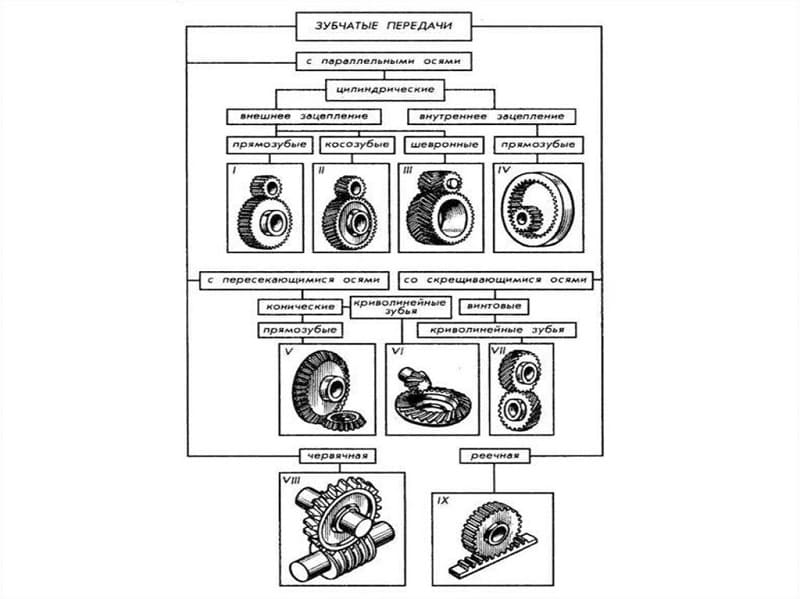 ЗУБЧАТЫЕ ПЕРЕДАЧИ
с параллельными осями
цилиндрические
внешнее зацепление
внутреннее зацепление
прямозубые
косозубые
шевронные
прямозубые
I
II
III
IV
с пересекающимися осями
со скрещивающимися осями
конические
криволинейные
зубья
винтовые
прямозубые
криволинейные зубья
V
VI
VII
червячная
реечная
VIII
IX